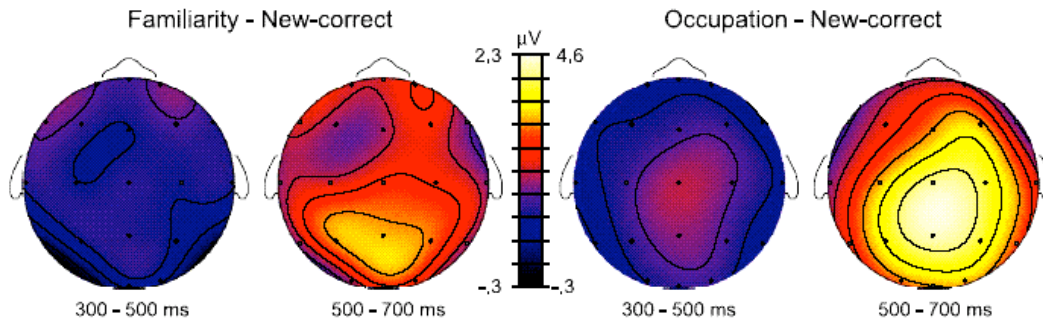 Familiarity - New-correct
Occupation - New-correct
μV
2,3 4,6
-,3 -,3
300 - 500 ms
500 - 700 ms
300 - 500 ms
500 - 700 ms